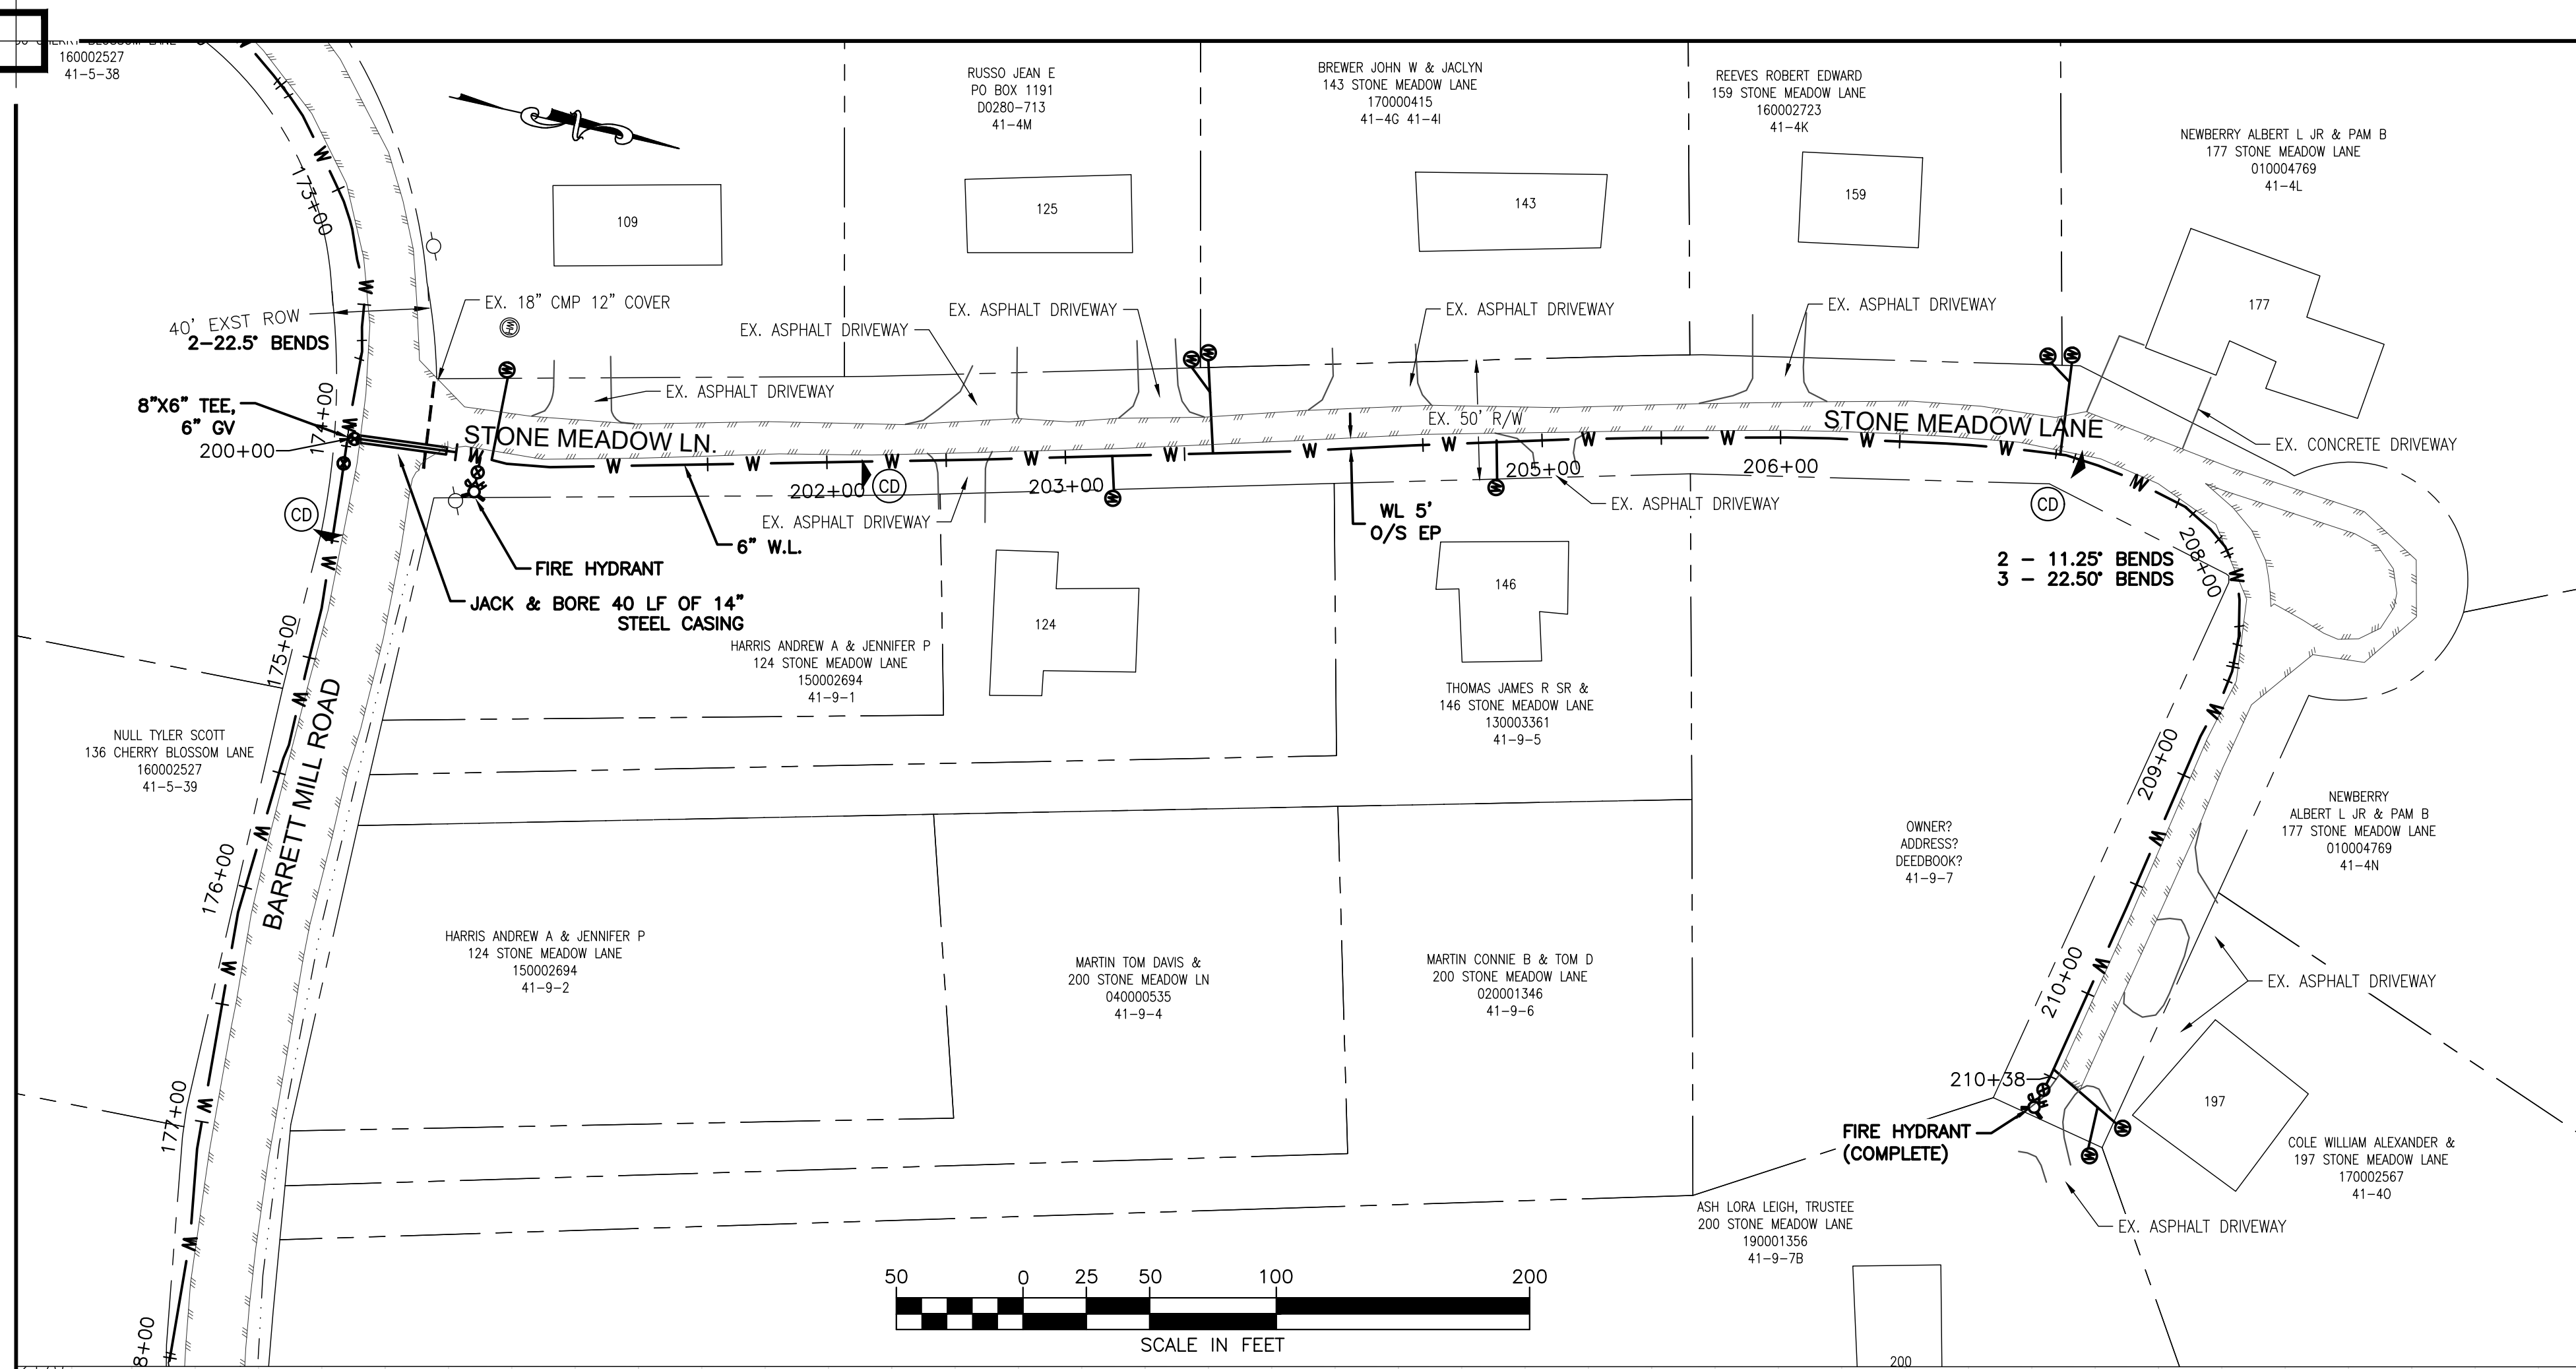 160002527
41-5-38
RUSSO JEAN E
PO BOX 1191
D0280-713
41-4M
BREWER JOHN W & JACLYN
143 STONE MEADOW LANE
170000415
41-4G 41-4I
REEVES ROBERT EDWARD
159 STONE MEADOW LANE
160002723
41-4K
NEWBERRY ALBERT L JR & PAM B
177 STONE MEADOW LANE
010004769
41-4L
W
173+00
W
109
125
143
159
177
40' EXST ROW
2-22.5° BENDS
EX. 18" CMP 12" COVER
EX. ASPHALT DRIVEWAY
EX. ASPHALT DRIVEWAY
EX. ASPHALT DRIVEWAY
EX. ASPHALT DRIVEWAY
EX. ASPHALT DRIVEWAY
8"X6" TEE,
6" GV
200+00
174+00
STONE MEADOW LN.
EX. 50' R/W
STONE MEADOW LANE
EX. CONCRETE DRIVEWAY
W W W W W W W W W W W W W
202+00
CD
203+00
205+00
206+00
CD
CD
EX. ASPHALT DRIVEWAY
EX. ASPHALT DRIVEWAY
WL 5'
O/S EP
6" W.L.
FIRE HYDRANT
JACK & BORE 40 LF OF 14"
STEEL CASING
2 - 11.25° BENDS
3 - 22.50° BENDS
208+00
124
146
HARRIS ANDREW A & JENNIFER P
124 STONE MEADOW LANE
150002694
41-9-1
THOMAS JAMES R SR &
146 STONE MEADOW LANE
130003361
41-9-5
175+00
BARRETT MILL ROAD
NULL TYLER SCOTT
136 CHERRY BLOSSOM LANE
160002527
41-5-39
209+00
NEWBERRY
ALBERT L JR & PAM B
177 STONE MEADOW LANE
010004769
41-4N
OWNER?
ADDRESS?
DEEDBOOK?
41-9-7
176+00
HARRIS ANDREW A & JENNIFER P
124 STONE MEADOW LANE
150002694
41-9-2
MARTIN TOM DAVIS &
200 STONE MEADOW LN
040000535
41-9-4
MARTIN CONNIE B & TOM D
200 STONE MEADOW LANE
020001346
41-9-6
210+00
EX. ASPHALT DRIVEWAY
177+00
210+38
197
FIRE HYDRANT
(COMPLETE)
COLE WILLIAM ALEXANDER &
197 STONE MEADOW LANE
170002567
41-4O
ASH LORA LEIGH, TRUSTEE
200 STONE MEADOW LANE
190001356
41-9-7B
EX. ASPHALT DRIVEWAY
50 0 25 50 100 200
SCALE IN FEET
8+00
200